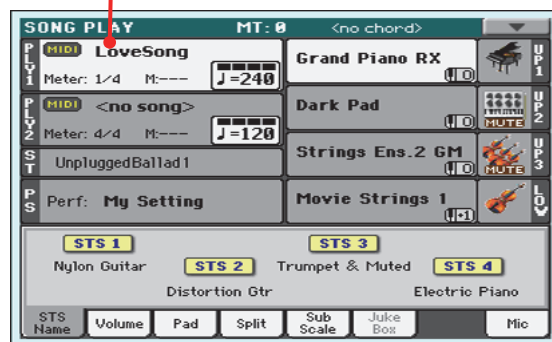 SONG PLAY MT: 0 <no chord>
PLY1 MIDI LoveSong
Meter: 1/4 M:--- ♩=240
PLY2 MIDI <no song>
Meter: 4/4 M:--- ♩=120
ST UnpluggedBallad1
PS Perf: My Setting
Grand Piano RX 0 UP1
Dark Pad 0 MUTE UP2
Strings Ens.2 GM 0 MUTE UP3
Movie Strings 1 +1 LOW
STS 1
Nylon Guitar
STS 2
Distortion Gtr
STS 3
Trumpet & Muted
STS 4
Electric Piano
STS Name
Volume
Pad
Split
Sub Scale
Juke Box
Mic